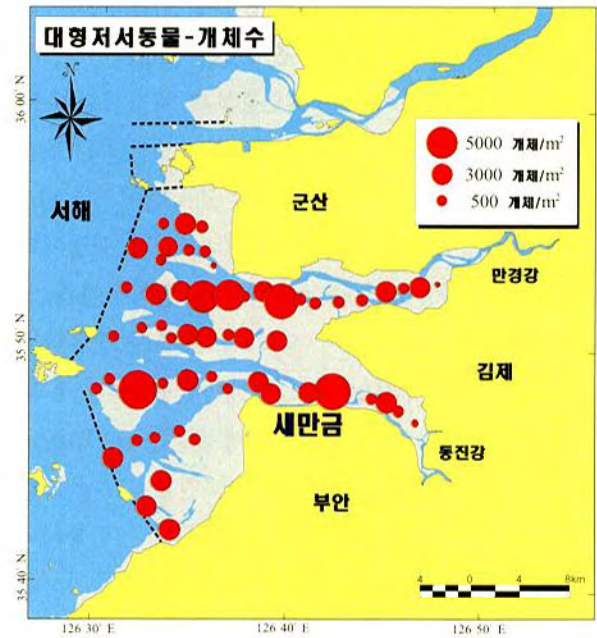 대형저서동물-개체수
N
36 00' N
5000 개체/m²
3000 개체/m²
500 개체/m²
서해
군산
만경강
35 50' N
김제
새만금
동진강
부안
35 40' N
4 0 4 8km
126 30' E
126 40' E
126 50' E